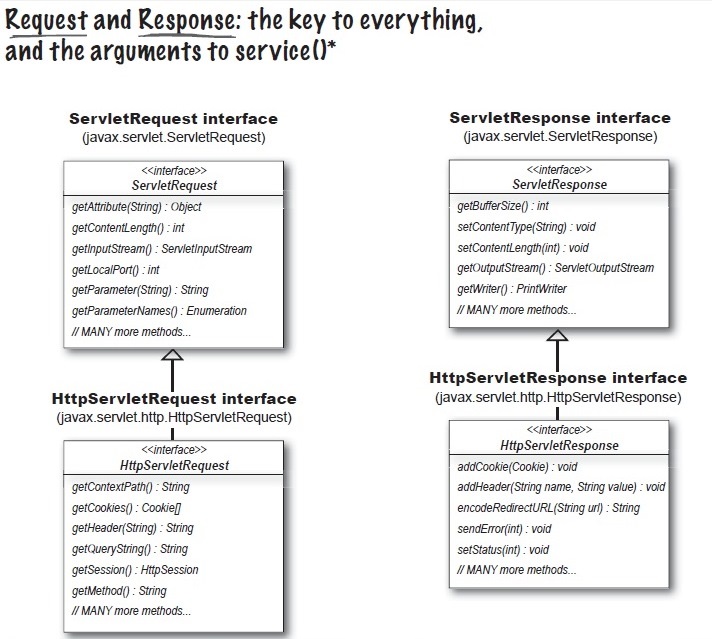 Request and Response: the key to everything,
and the arguments to service()*
ServletRequest interface
(javax.servlet.ServletRequest)
<<interface>>
ServletRequest
getAttribute(String) : Object
getContentLength() : int
getInputStream() : ServletInputStream
getLocalPort() : int
getParameter(String) : String
getParameterNames() : Enumeration
// MANY more methods...
HttpServletRequest interface
(javax.servlet.http.HttpServletRequest)
<<interface>>
HttpServletRequest
getContextPath() : String
getCookies() : Cookie[]
getHeader(String) : String
getQueryString() : String
getSession() : HttpSession
getMethod() : String
// MANY more methods...
ServletResponse interface
(javax.servlet.ServletResponse)
<<interface>>
ServletResponse
getBufferSize() : int
setContentType(String) : void
setContentLength(int) : void
getOutputStream() : ServletOutputStream
getWriter() : PrintWriter
// MANY more methods...
HttpServletResponse interface
(javax.servlet.http.HttpServletResponse)
<<interface>>
HttpServletResponse
addCookie(Cookie) : void
addHeader(String name, String value) : void
encodeRedirectURL(String url) : String
sendError(int) : void
setStatus(int) : void
// MANY more methods...